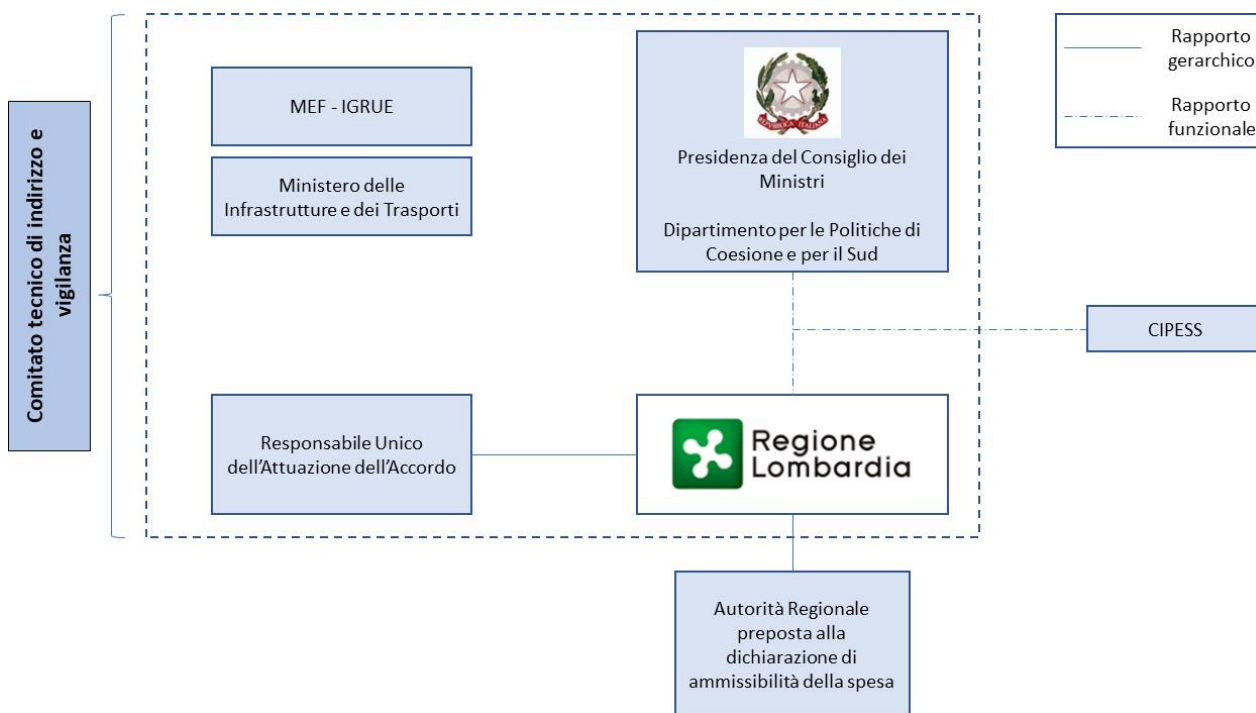 Comitato tecnico di indirizzo e
vigilanza
MEF - IGRUE
Ministero delle
Infrastrutture e dei Trasporti
REPVBBLICA ITALIANA
Presidenza del Consiglio dei
Ministri
Dipartimento per le Politiche di
Coesione e per il Sud
Rapporto
gerarchico
Rapporto
funzionale
CIPESS
Responsabile Unico
dell'Attuazione dell'Accordo
Regione
Lombardia
Autorità Regionale
preposta alla
dichiarazione di
ammissibilità della spesa